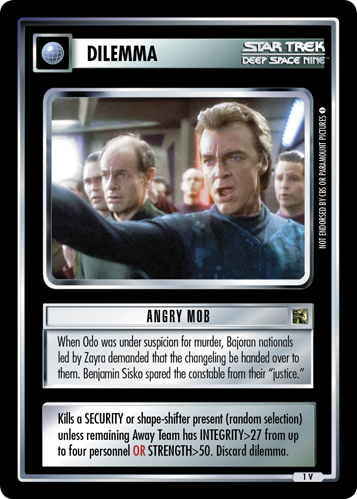 DILEMMA
STAR TREK
DEEP SPACE NINE™
NOT ENDORSED BY CBS OR PARAMOUNT PICTURES
ANGRY MOB
When Odo was under suspicion for murder, Bajoran nationals
led by Zayra demanded that the changeling be handed over to
them. Benjamin Sisko spared the constable from their “justice.”
Kills a SECURITY or shape-shifter present (random selection)
unless remaining Away Team has INTEGRITY>27 from up
to four personnel OR STRENGTH>50. Discard dilemma.
1 V